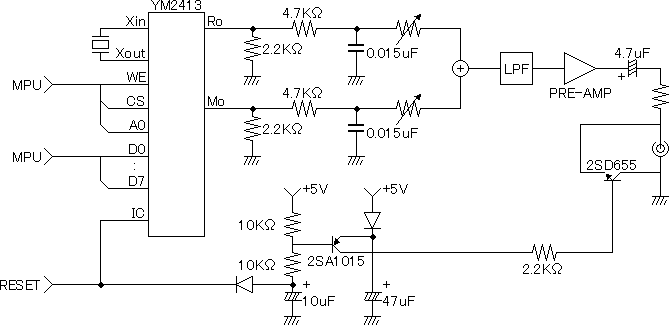 YM2413
Xin
Ro
4.7KΩ
2.2KΩ
0.015uF
Xout
4.7uF
+
MPU
WE
LPF
PRE-AMP
CS
Mo
4.7KΩ
A0
2.2KΩ
0.015uF
MPU
D0
:
D7
2SD655
+5V
+5V
IC
10KΩ
10KΩ
2SA1015
2.2KΩ
RESET
+
10uF
+
47uF